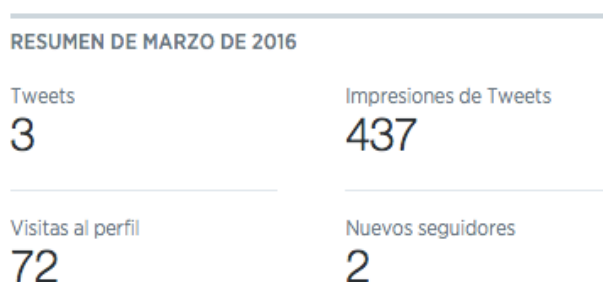 RESUMEN DE MARZO DE 2016
Tweets
3
Impresiones de Tweets
437
Visitas al perfil
72
Nuevos seguidores
2